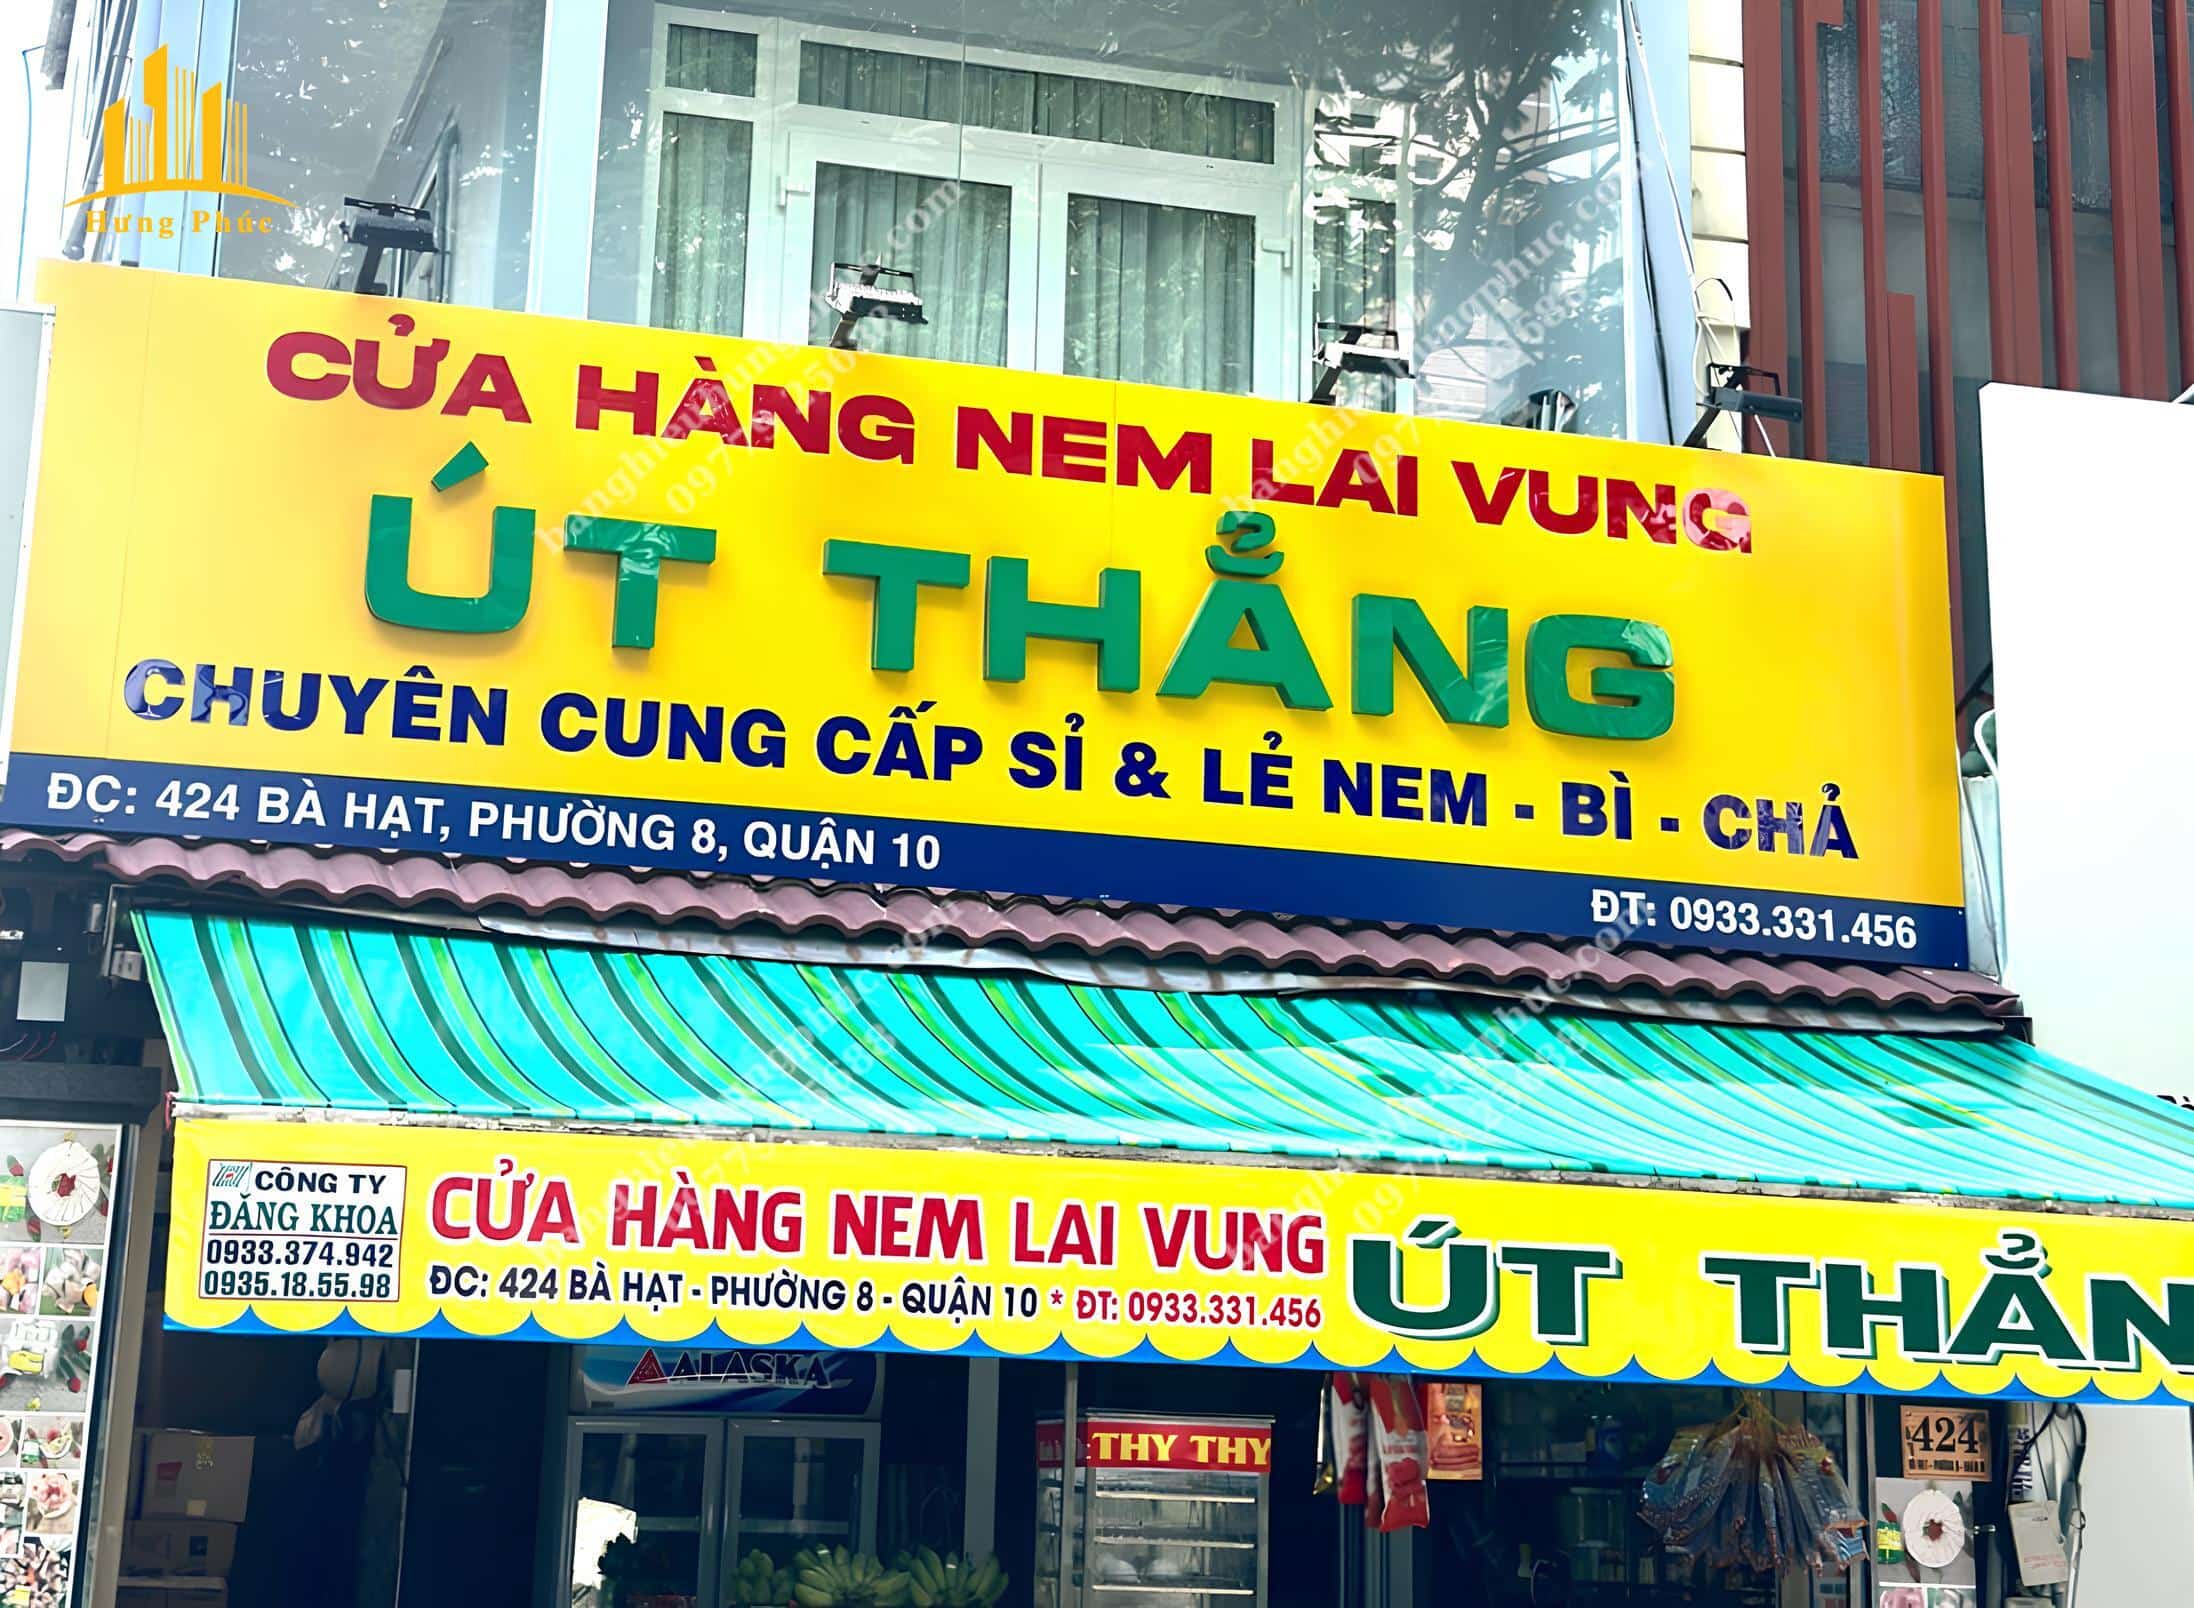 Hưng Phúc
CỬA HÀNG NEM LAI VUNG
ÚT THẲNG
CHUYÊN CUNG CẤP SỈ & LẺ NEM - BÌ - CHẢ
ĐC: 424 BÀ HẠT, PHƯỜNG 8, QUẬN 10
ĐT: 0933.331.456
CÔNG TY
ĐĂNG KHOA
0933.374.942
0935.18.55.98
CỬA HÀNG NEM LAI VUNG
ĐC: 424 BÀ HẠT - PHƯỜNG 8 - QUẬN 10 * ĐT: 0933.331.456
ÚT THẲN
ALASKA
THY THY
424